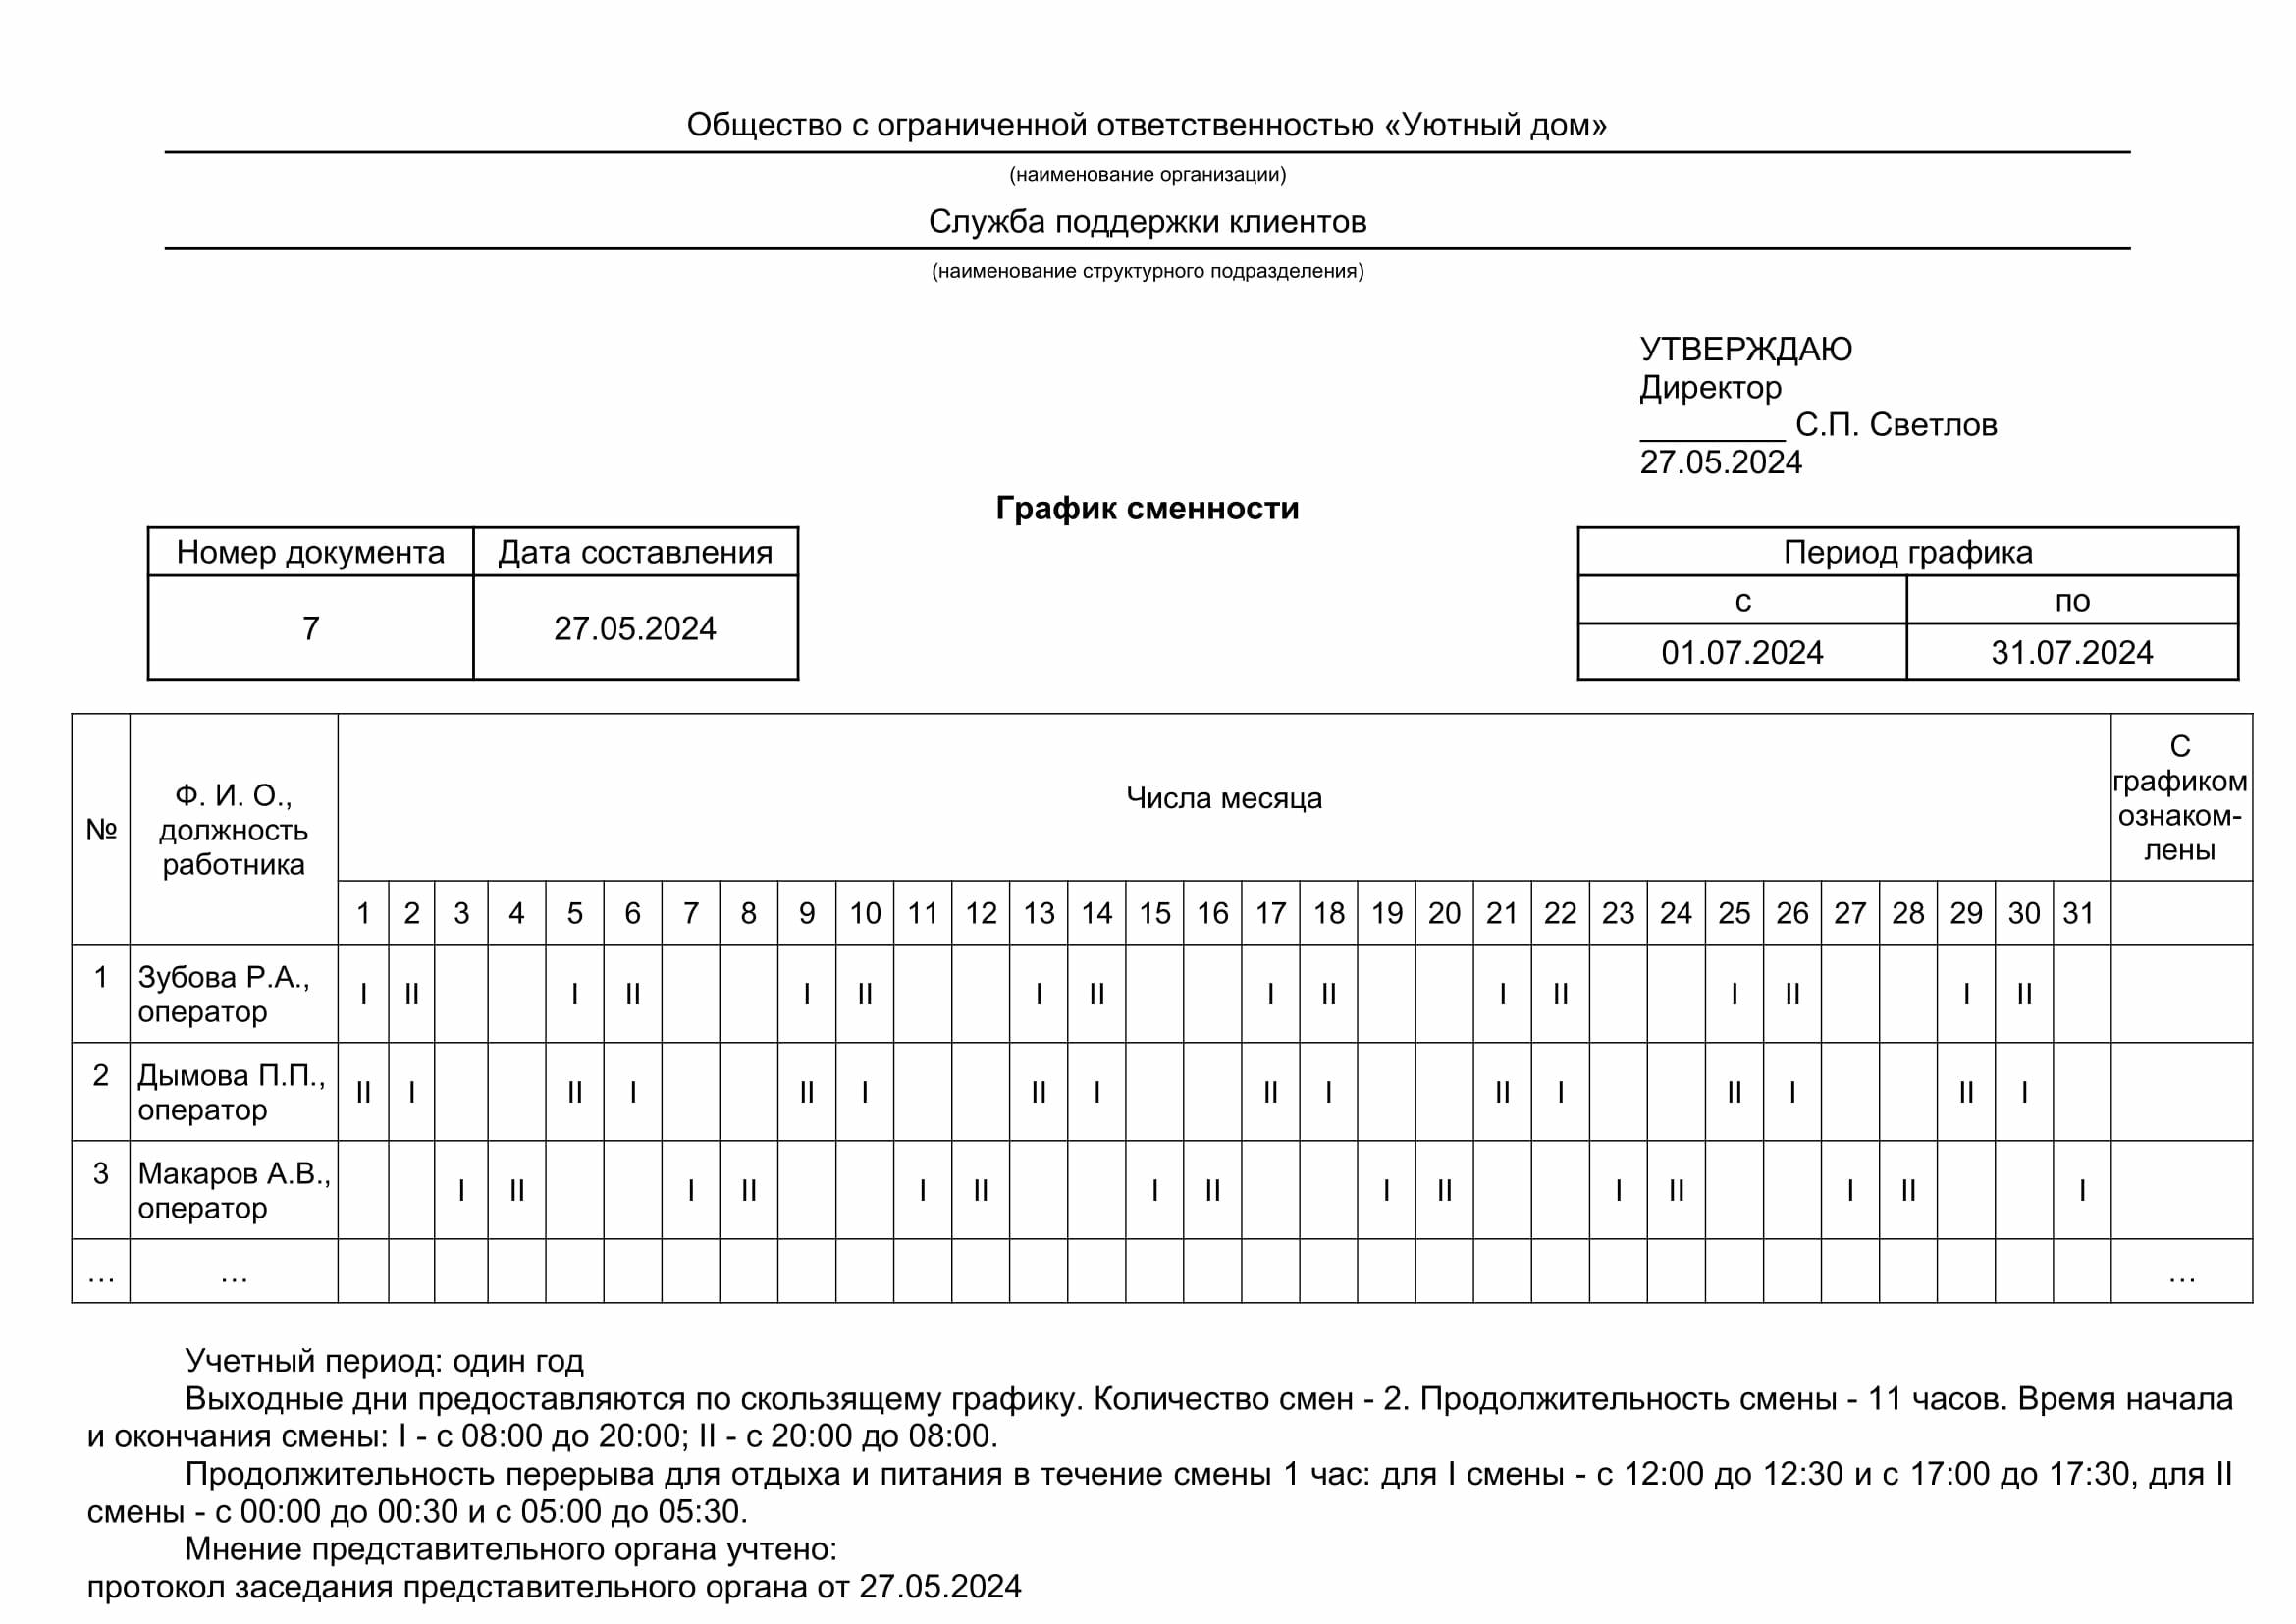 Общество с ограниченной ответственностью «Уютный дом»
(наименование организации)
Служба поддержки клиентов
(наименование структурного подразделения)
УТВЕРЖДАЮ
Директор
_________ С.П. Светлов
27.05.2024
График сменности
Номер документа Дата составления
7 27.05.2024
Период графика
с по
01.07.2024 31.07.2024
№ Ф. И. О., должность работника Числа месяца С графиком ознаком-лены
1 2 3 4 5 6 7 8 9 10 11 12 13 14 15 16 17 18 19 20 21 22 23 24 25 26 27 28 29 30 31
1 Зубова Р.А., оператор I II I II I II I II I II I II I II I II
2 Дымова П.П., оператор II I II I II I II I II I II I II I II I
3 Макаров А.В., оператор I II I II I II I II I II I II I II I
… … …
Учетный период: один год
Выходные дни предоставляются по скользящему графику. Количество смен - 2. Продолжительность смены - 11 часов. Время начала
и окончания смены: I - с 08:00 до 20:00; II - с 20:00 до 08:00.
Продолжительность перерыва для отдыха и питания в течение смены 1 час: для I смены - с 12:00 до 12:30 и с 17:00 до 17:30, для II
смены - с 00:00 до 00:30 и с 05:00 до 05:30.
Мнение представительного органа учтено:
протокол заседания представительного органа от 27.05.2024